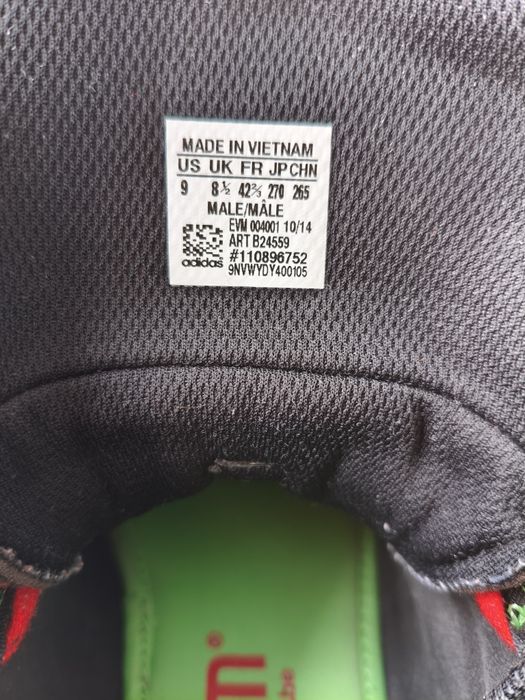 MADE IN VIETNAM
US UK FR JP CHN
9 8½ 42⅔ 270 265
MALE/MÂLE
EVM 004001 10/14
ART B24559
#110896752
adidas 9NVWYDY400105